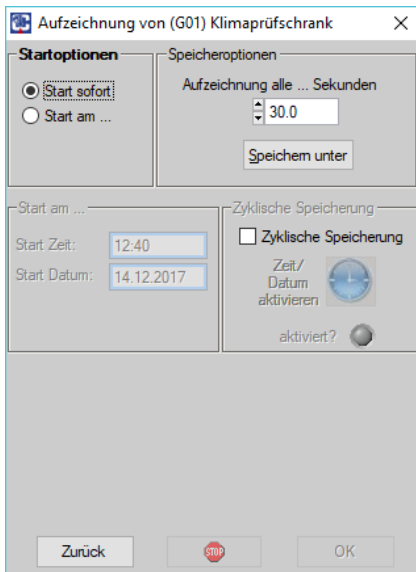 Aufzeichnung von (G01) Klimaprüfschrank
Startoptionen
Start sofort
Start am ...
Speicheroptionen
Aufzeichnung alle ... Sekunden
30.0
Speichern unter
Start am ...
Start Zeit: 12:40
Start Datum: 14.12.2017
Zyklische Speicherung
Zyklische Speicherung
Zeit/
Datum
aktivieren
aktiviert?
Zurück
STOP
OK